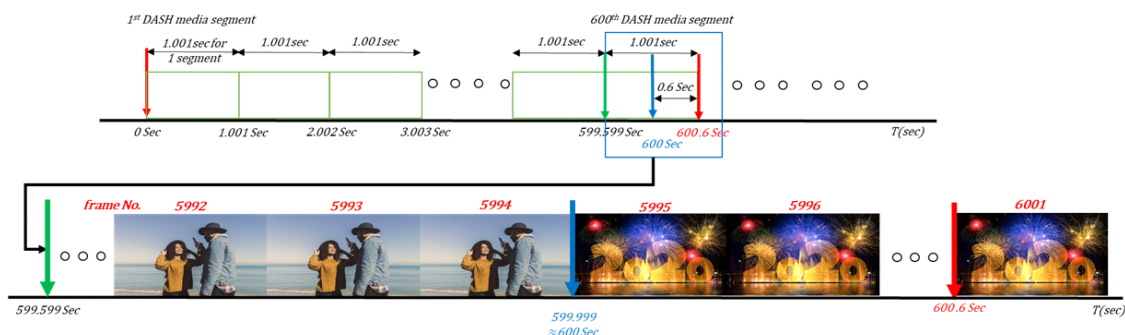 1st DASH media segment
600th DASH media segment
1.001sec for
1 segment
1.001sec
1.001sec
1.001sec
1.001sec
0.6 Sec
0 Sec
1.001 Sec
2.002 Sec
3.003 Sec
599.599 Sec
600.6 Sec
T(sec)
600 Sec
frame No.
5992
5993
5994
5995
5996
6001
2020
2020
2020
599.599 Sec
599.999
≈600 Sec
600.6 Sec
T(sec)